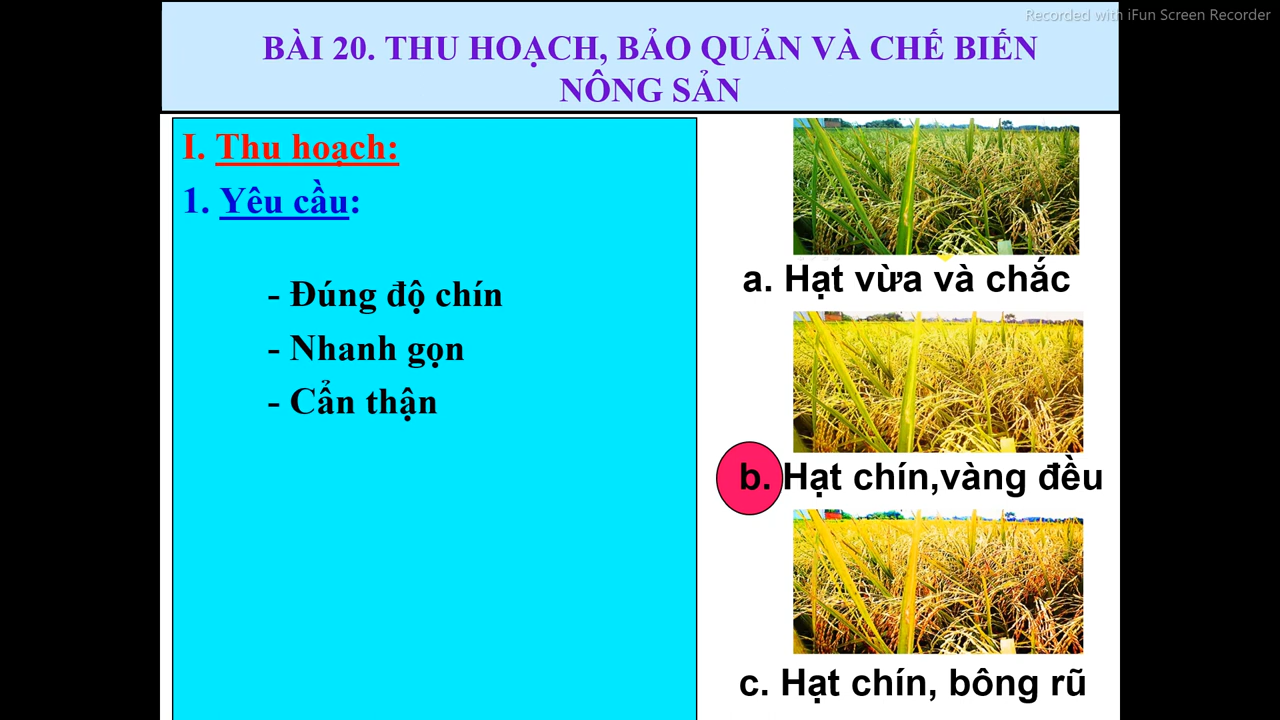 Recorded with iFun Screen Recorder
BÀI 20. THU HOẠCH, BẢO QUẢN VÀ CHẾ BIẾN
NÔNG SẢN
I. Thu hoạch:
1. Yêu cầu:
- Đúng độ chín
- Nhanh gọn
- Cẩn thận
a. Hạt vừa và chắc
b. Hạt chín,vàng đều
c. Hạt chín, bông rũ